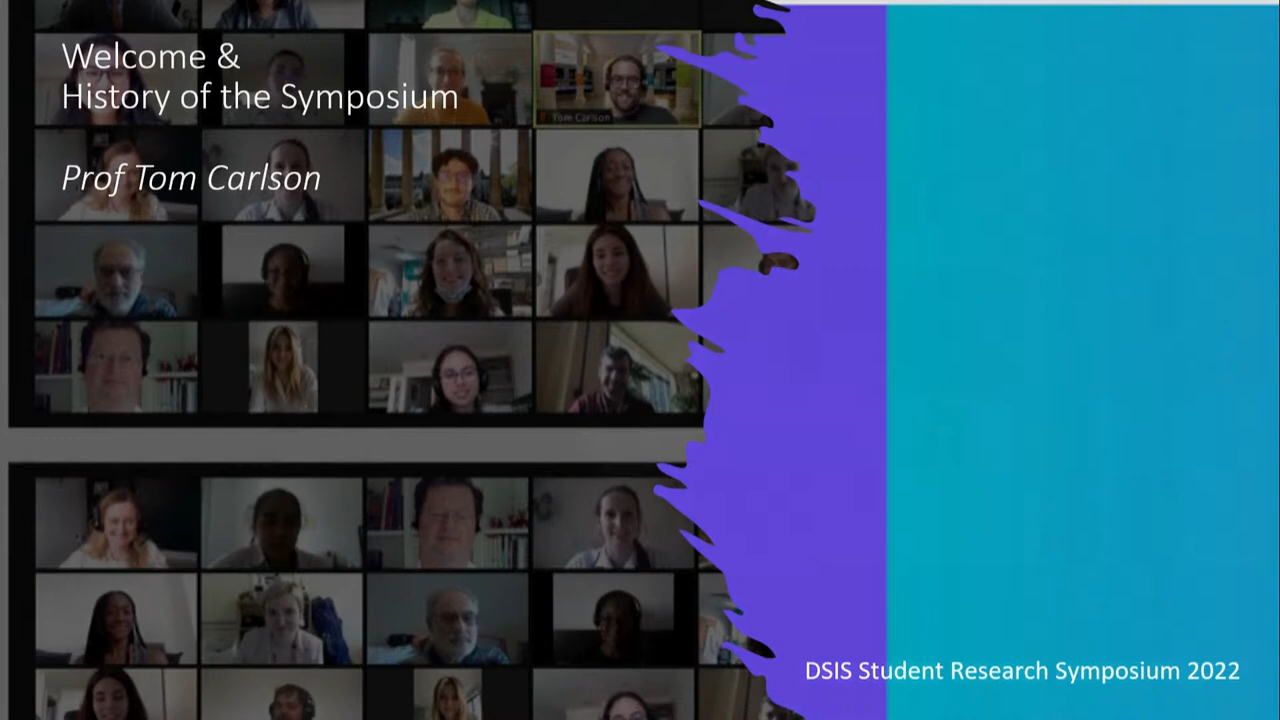 Welcome &
History of the Symposium
Tom Carlson
Prof Tom Carlson
DSIS Student Research Symposium 2022